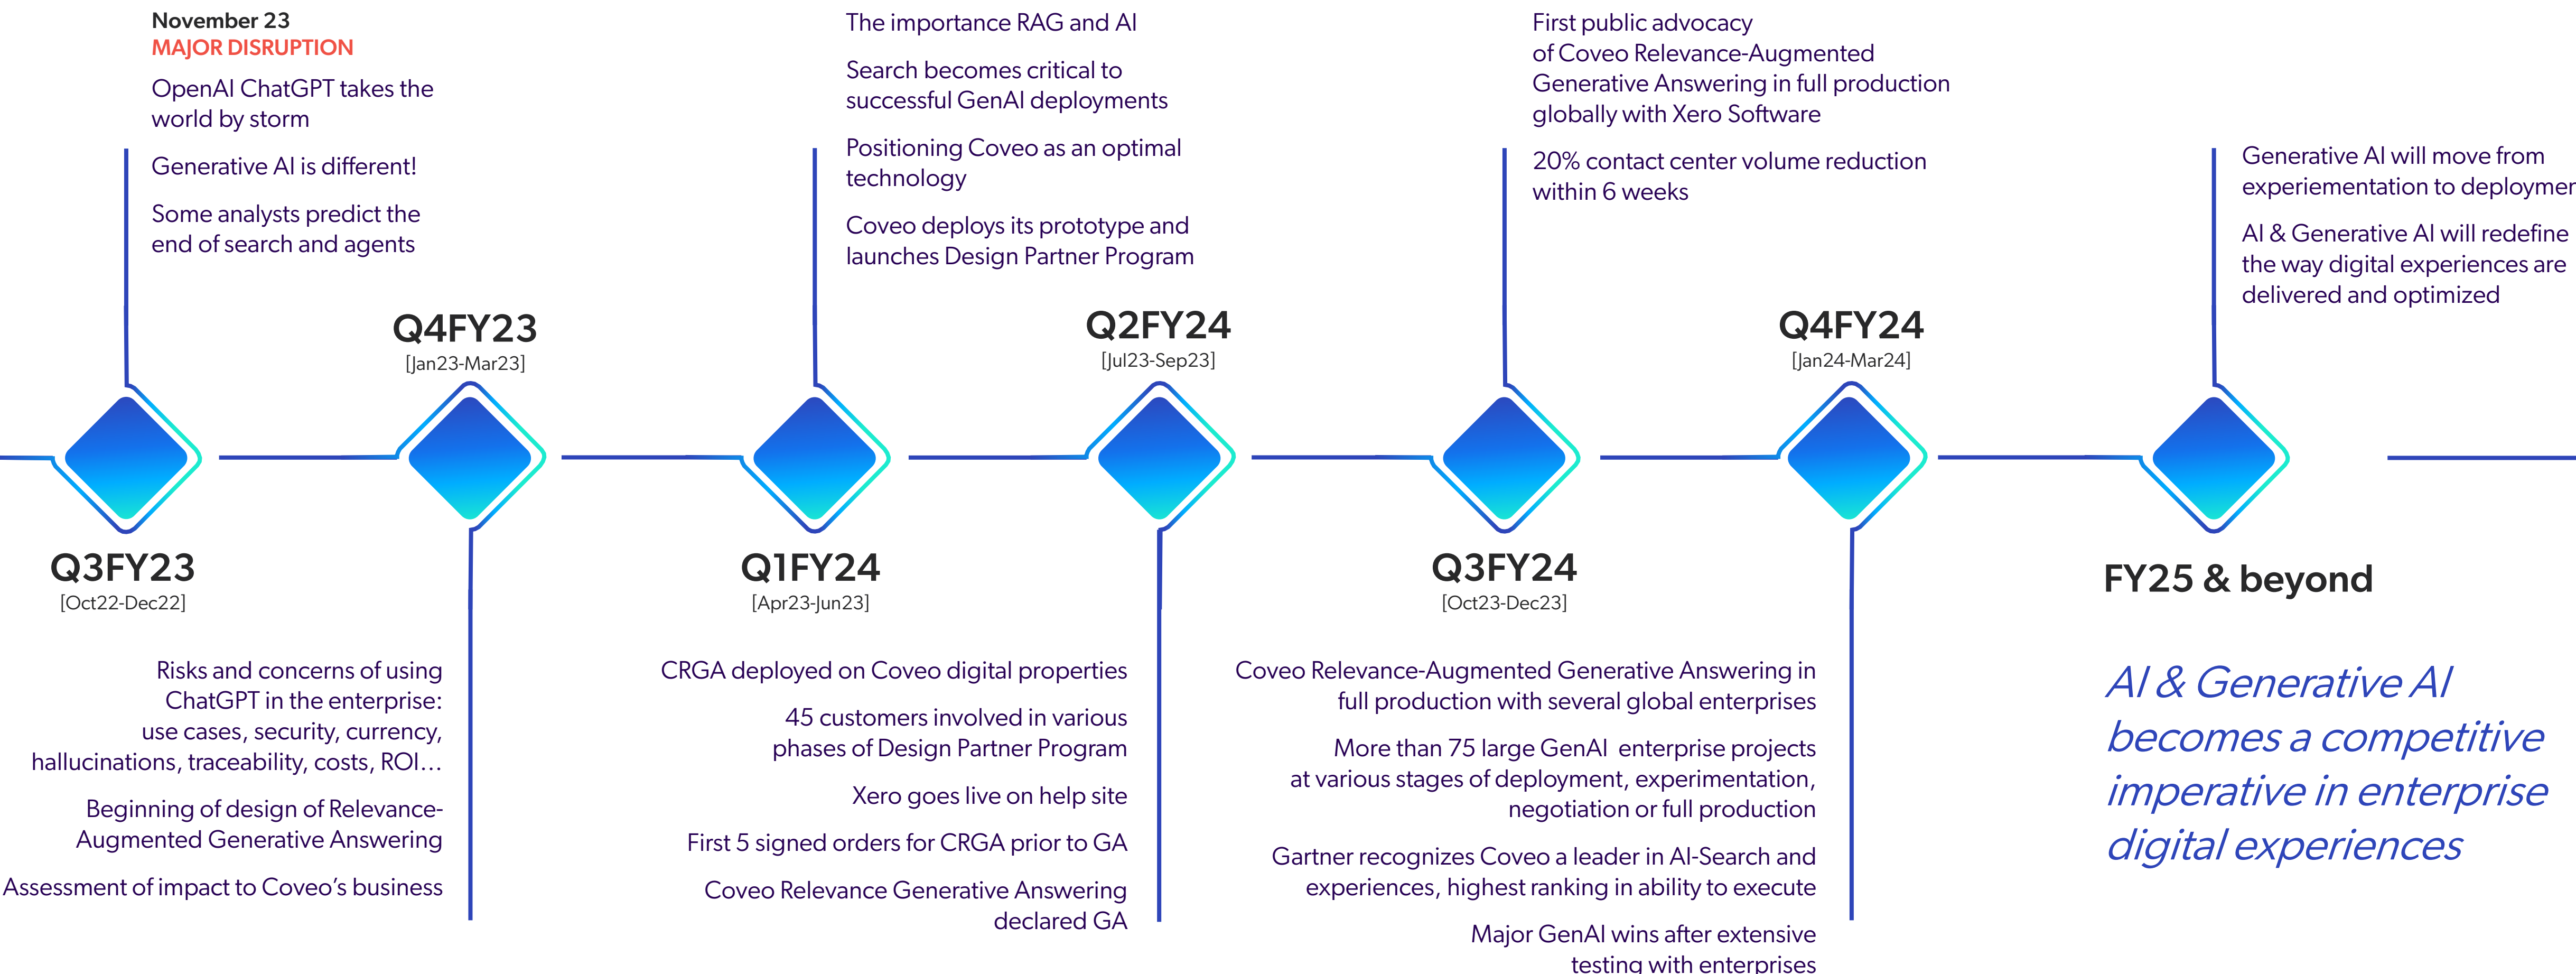 November 23
MAJOR DISRUPTION
OpenAI ChatGPT takes the
world by storm
Generative AI is different!
Some analysts predict the
end of search and agents
Q3FY23
[Oct22-Dec22]
Q4FY23
[Jan23-Mar23]
Risks and concerns of using
ChatGPT in the enterprise:
use cases, security, currency,
hallucinations, traceability, costs, ROI...
Beginning of design of Relevance-
Augmented Generative Answering
Assessment of impact to Coveo’s business
The importance RAG and AI
Search becomes critical to
successful GenAI deployments
Positioning Coveo as an optimal
technology
Coveo deploys its prototype and
launches Design Partner Program
Q1FY24
[Apr23-Jun23]
Q2FY24
[Jul23-Sep23]
CRGA deployed on Coveo digital properties
45 customers involved in various
phases of Design Partner Program
Xero goes live on help site
First 5 signed orders for CRGA prior to GA
Coveo Relevance Generative Answering
declared GA
First public advocacy
of Coveo Relevance-Augmented
Generative Answering in full production
globally with Xero Software
20% contact center volume reduction
within 6 weeks
Q3FY24
[Oct23-Dec23]
Q4FY24
[Jan24-Mar24]
Coveo Relevance-Augmented Generative Answering in
full production with several global enterprises
More than 75 large GenAI enterprise projects
at various stages of deployment, experimentation,
negotiation or full production
Gartner recognizes Coveo a leader in AI-Search and
experiences, highest ranking in ability to execute
Major GenAI wins after extensive
testing with enterprises
Generative AI will move from
experiementation to deploymen
AI & Generative AI will redefine
the way digital experiences are
delivered and optimized
FY25 & beyond
AI & Generative AI
becomes a competitive
imperative in enterprise
digital experiences